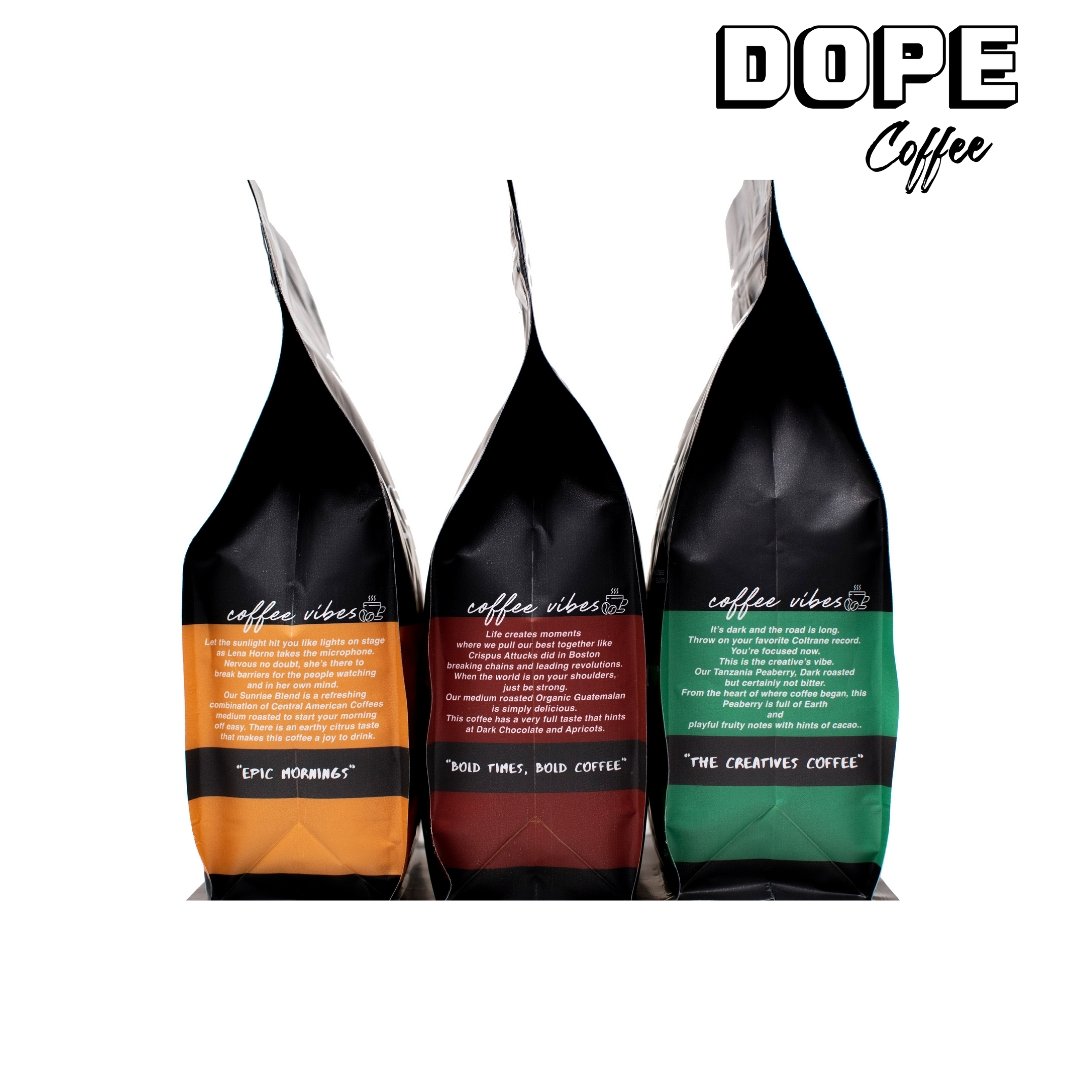 DOPE
Coffee
coffee vibes
Let the sunlight hit you like lights on stage
as Lena Horne takes the microphone.
Nervous no doubt, she's there to
break barriers for the people watching
and in her own mind.
Our Sunrise Blend is a refreshing
combination of Central American Coffees
medium roasted to start your morning
off easy. There is an earthy citrus taste
that makes this coffee a joy to drink.
"EPIC MORNINGS"
coffee vibes
Life creates moments
where we pull our best together like
Crispus Attucks did in Boston
breaking chains and leading revolutions.
When the world is on your shoulders,
just be strong.
Our medium roasted Organic Guatemalan
is simply delicious.
This coffee has a very full taste that hints
at Dark Chocolate and Apricots.
"BOLD TIMES, BOLD COFFEE"
coffee vibes
It's dark and the road is long.
Throw on your favorite Coltrane record.
You're focused now.
This is the creative's vibe.
Our Tanzania Peaberry, Dark roasted
but certainly not bitter.
From the heart of where coffee began, this
Peaberry is full of Earth
and
playful fruity notes with hints of cacao..
"THE CREATIVES COFFEE"